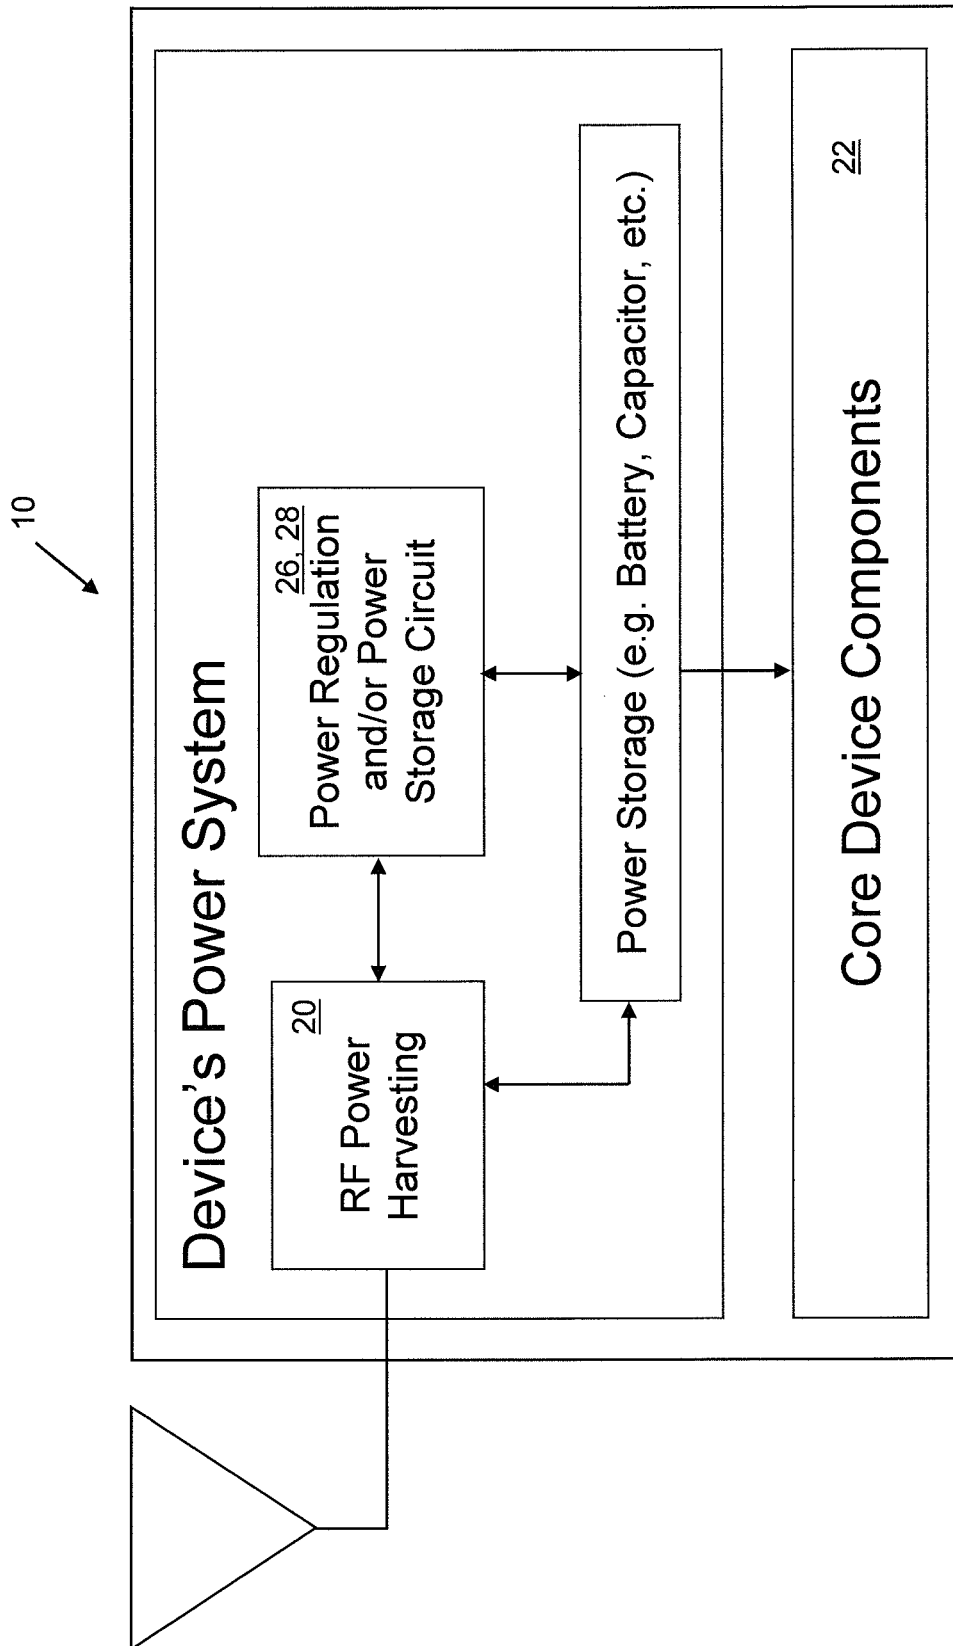 10
Device's Power System
20
RF Power
Harvesting
26, 28
Power Regulation
and/or Power
Storage Circuit
Power Storage (e.g. Battery, Capacitor, etc.)
22
Core Device Components